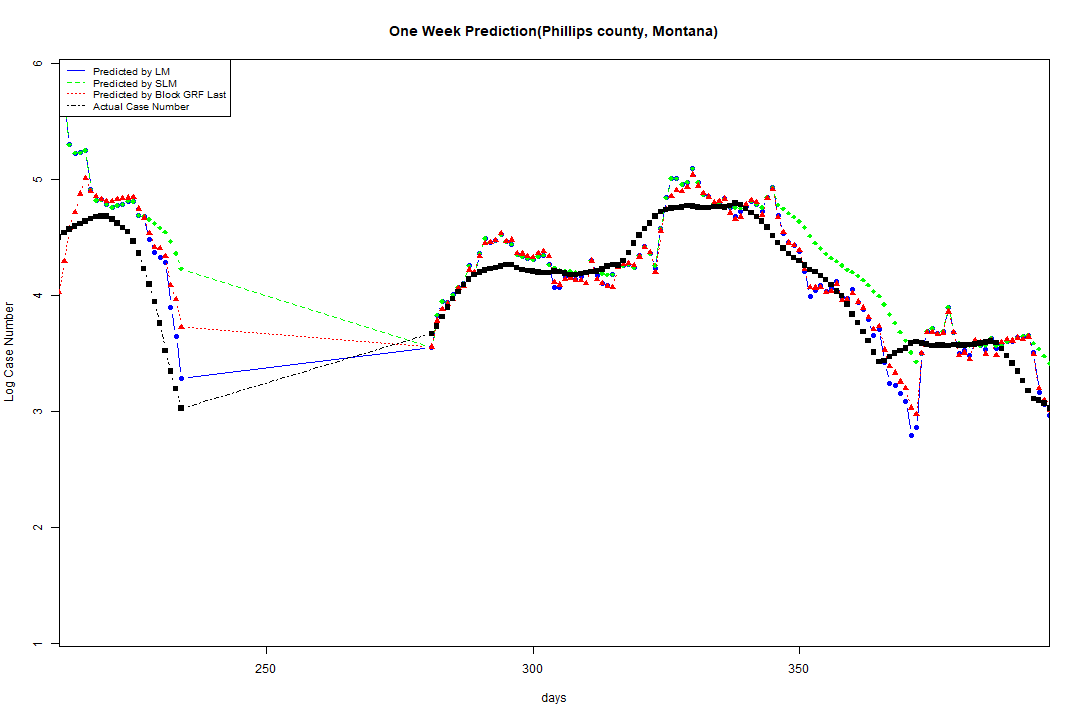 One Week Prediction(Phillips county, Montana)
Predicted by LM
Predicted by SLM
Predicted by Block GRF Last
Actual Case Number
6
5
4
3
2
1
Log Case Number
250
300
350
days